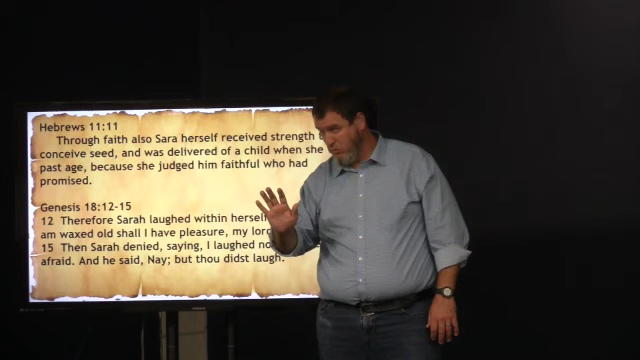 Hebrews 11:11
Through faith also Sara herself received strength
conceive seed, and was delivered of a child when she
past age, because she judged him faithful who had
promised.
Genesis 18:12-15
12 Therefore Sarah laughed within herself
am waxed old shall I have pleasure, my lord
15 Then Sarah denied, saying, I laughed
afraid. And he said, Nay; but thou didst laugh.